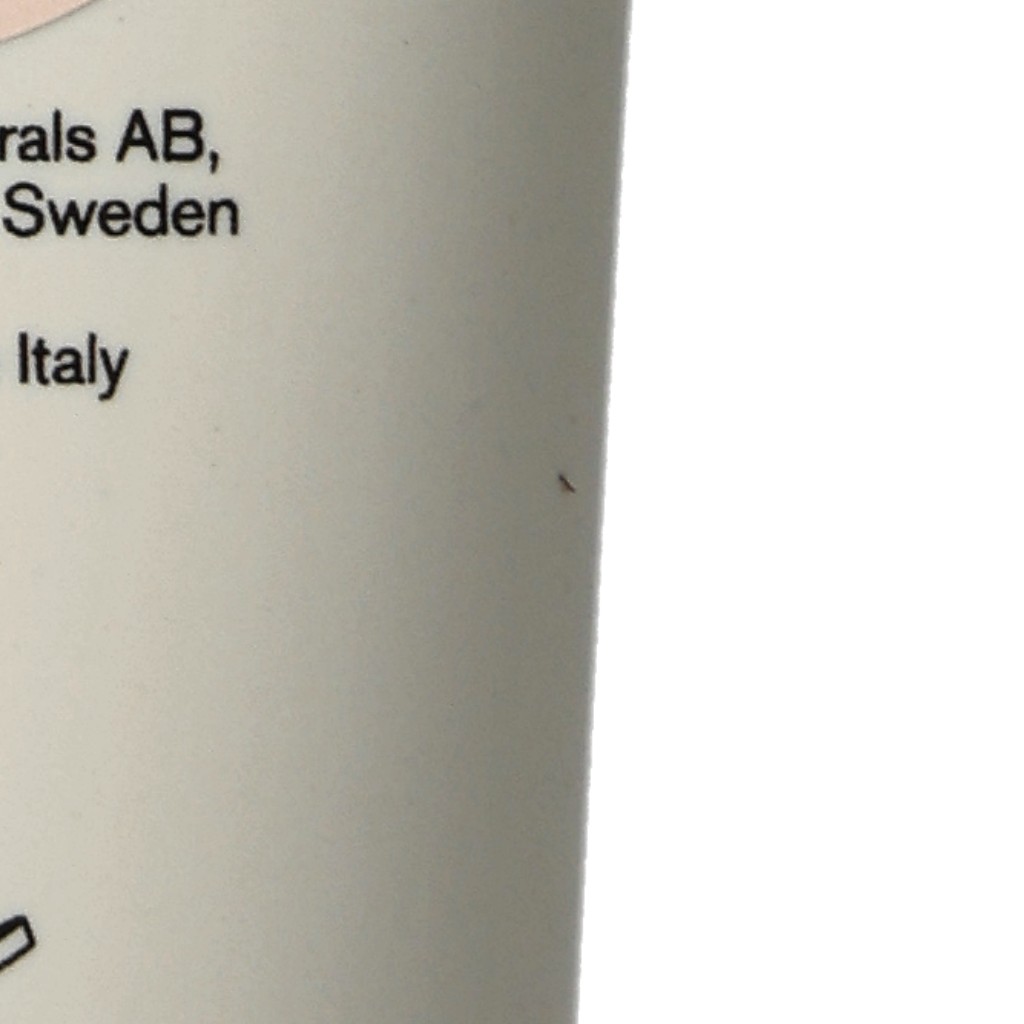 rals AB,
Sweden
Italy